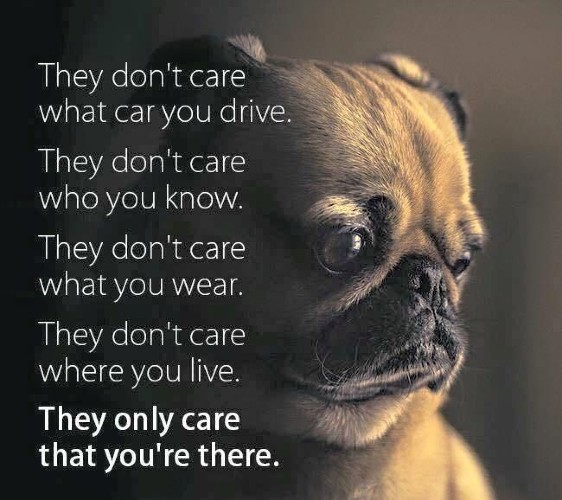 They don't care
what car you drive.
They don't care
who you know.
They don't care
what you wear.
They don't care
where you live.
They only care
that you're there.